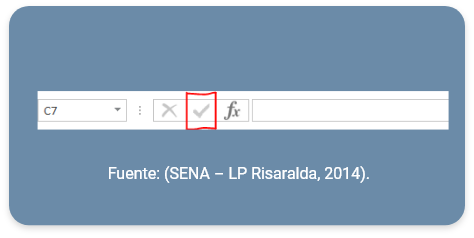 C7 fx
Fuente: (SENA – LP Risaralda, 2014).